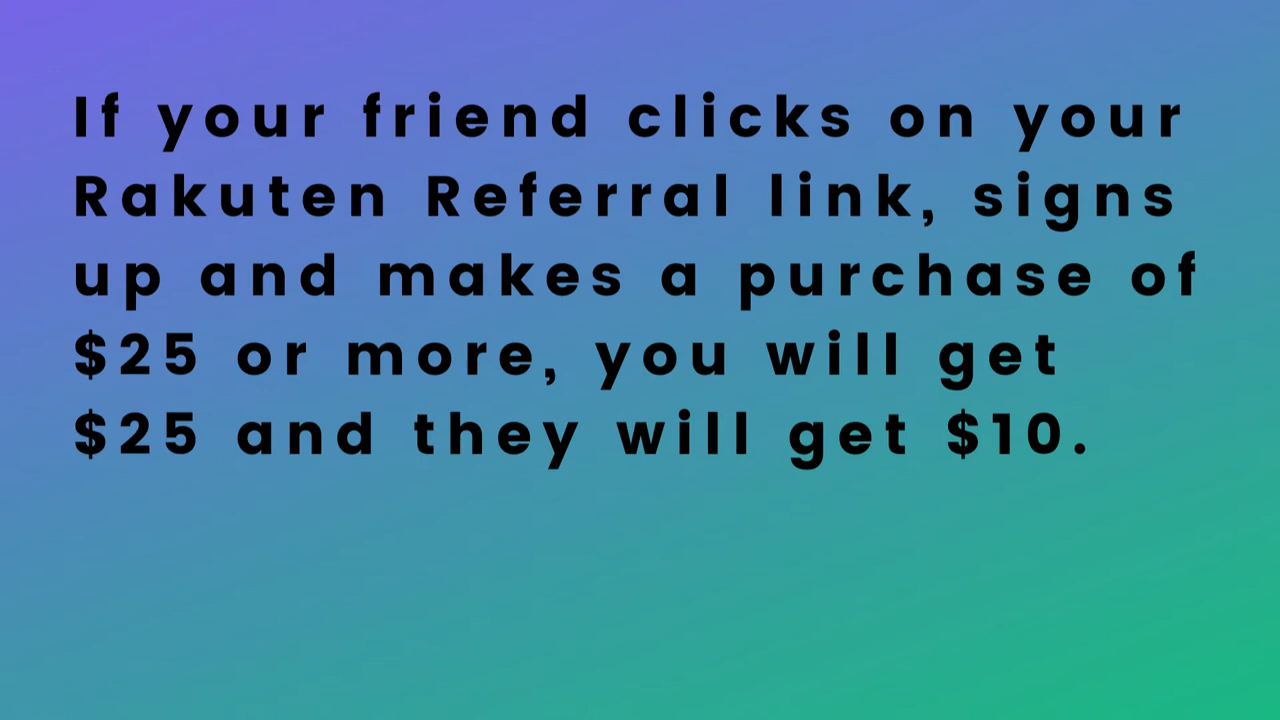 If your friend clicks on your
Rakuten Referral link, signs
up and makes a purchase of
$25 or more, you will get
$25 and they will get $10.